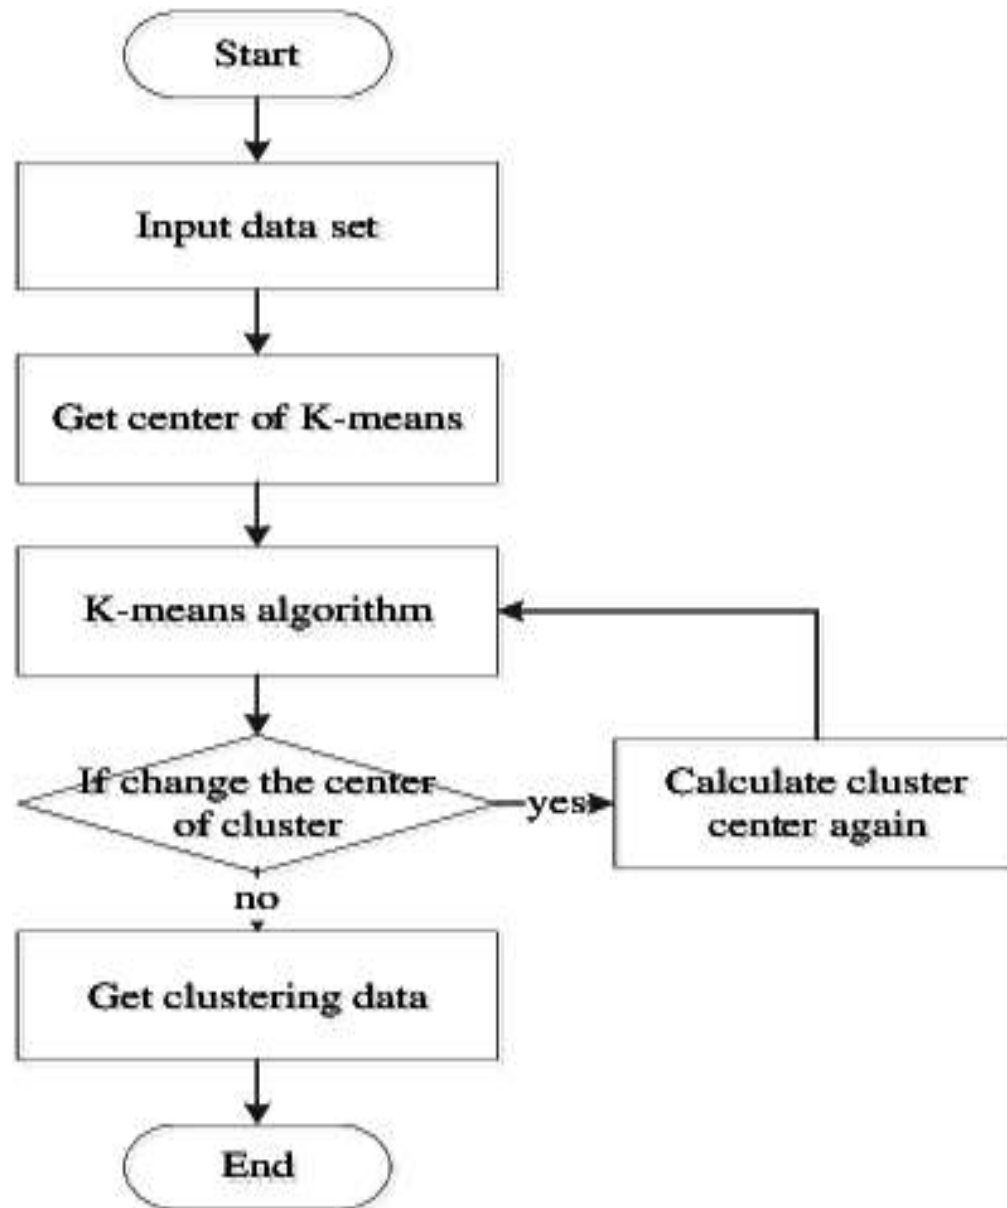 Start
Input data set
Get center of K-means
K-means algorithm
If change the center
of cluster
yes
Calculate cluster
center again
no
Get clustering data
End